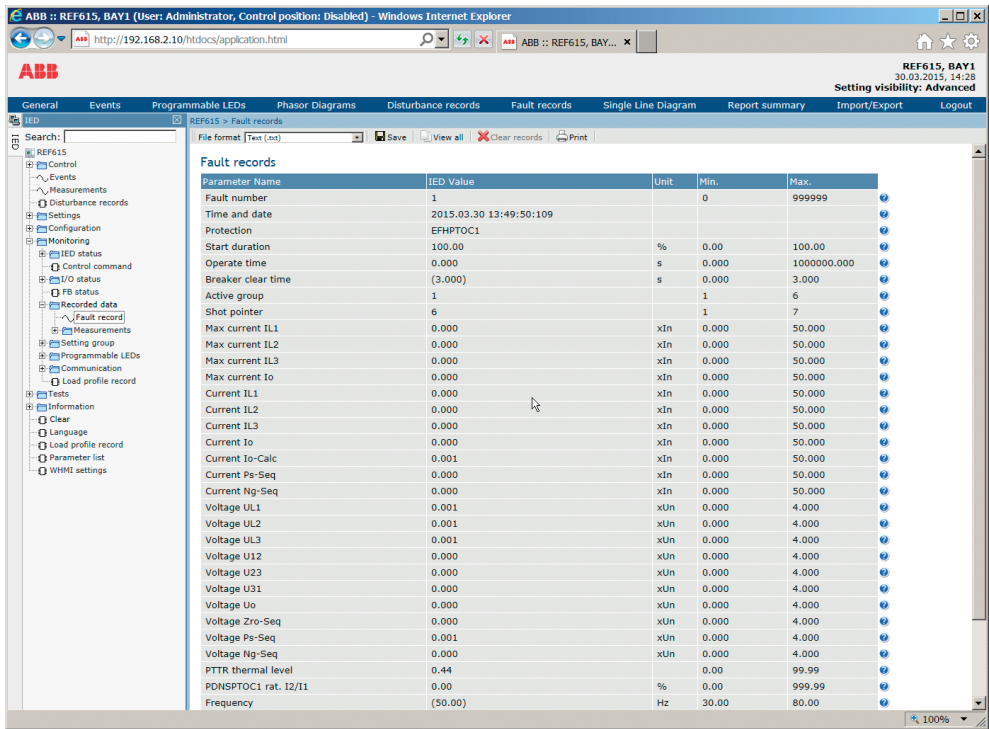 ABB :: REF615, BAY1 (User: Administrator, Control position: Disabled) - Windows Internet Explorer
http://192.168.2.10/htdocs/application.html
ABB :: REF615, BAY...
ABB
REF615, BAY1
30.03.2015, 14:28
Setting visibility: Advanced
General Events Programmable LEDs Phasor Diagrams Disturbance records Fault records Single Line Diagram Report summary Import/Export Logout
IED
IED
Search:
REF615
Control
Events
Measurements
Disturbance records
Settings
Configuration
Monitoring
IED status
Control command
I/O status
FB status
Recorded data
Fault record
Measurements
Setting group
Programmable LEDs
Communication
Load profile record
Tests
Information
Clear
Language
Load profile record
Parameter list
WHMI settings
REF615 > Fault records
File format Text (.txt) Save View all Clear records Print
Fault records
Parameter Name IED Value Unit Min. Max.
Fault number 1 0 999999
Time and date 2015.03.30 13:49:50:109
Protection EFHPTOC1
Start duration 100.00 % 0.00 100.00
Operate time 0.000 s 0.000 1000000.000
Breaker clear time (3.000) s 0.000 3.000
Active group 1 1 6
Shot pointer 6 1 7
Max current IL1 0.000 xIn 0.000 50.000
Max current IL2 0.000 xIn 0.000 50.000
Max current IL3 0.000 xIn 0.000 50.000
Max current Io 0.000 xIn 0.000 50.000
Current IL1 0.000 xIn 0.000 50.000
Current IL2 0.000 xIn 0.000 50.000
Current IL3 0.000 xIn 0.000 50.000
Current Io 0.000 xIn 0.000 50.000
Current Io-Calc 0.001 xIn 0.000 50.000
Current Ps-Seq 0.000 xIn 0.000 50.000
Current Ng-Seq 0.000 xIn 0.000 50.000
Voltage UL1 0.001 xUn 0.000 4.000
Voltage UL2 0.001 xUn 0.000 4.000
Voltage UL3 0.001 xUn 0.000 4.000
Voltage U12 0.000 xUn 0.000 4.000
Voltage U23 0.000 xUn 0.000 4.000
Voltage U31 0.000 xUn 0.000 4.000
Voltage Uo 0.000 xUn 0.000 4.000
Voltage Zro-Seq 0.000 xUn 0.000 4.000
Voltage Ps-Seq 0.001 xUn 0.000 4.000
Voltage Ng-Seq 0.000 xUn 0.000 4.000
PTTR thermal level 0.44 0.00 99.99
PDNSPTOC1 rat. I2/I1 0.00 % 0.00 999.99
Frequency (50.00) Hz 30.00 80.00
100%